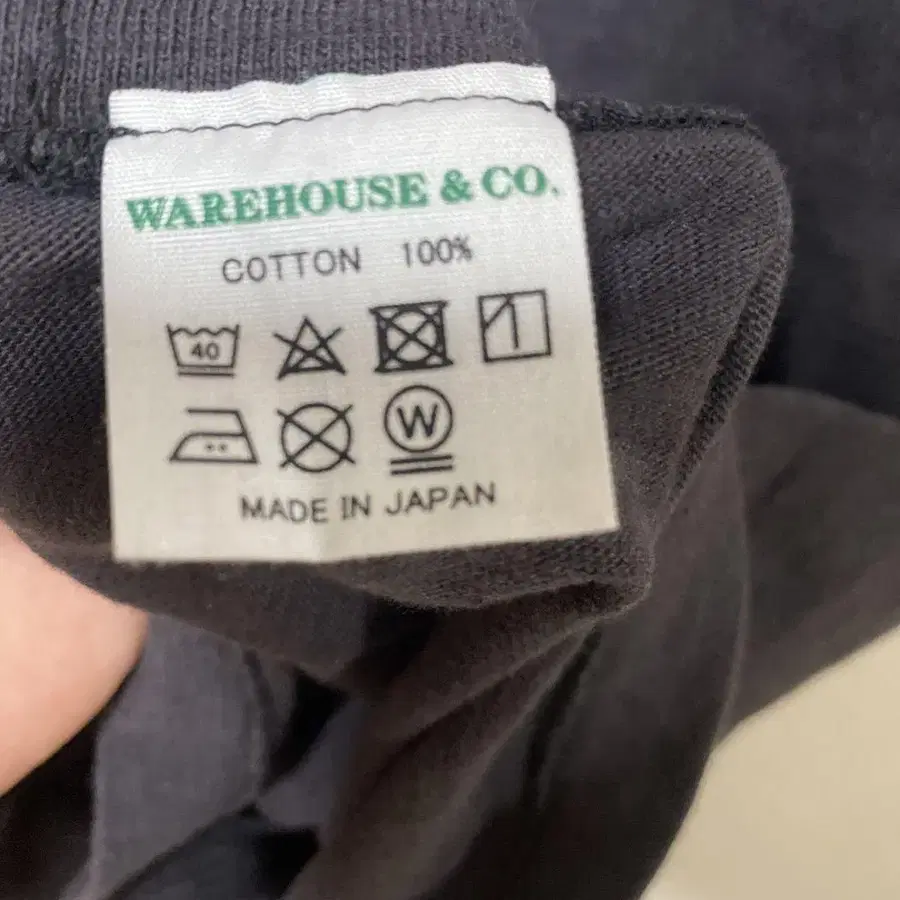 WAREHOUSE & CO.
COTTON 100%
40
W
MADE IN JAPAN